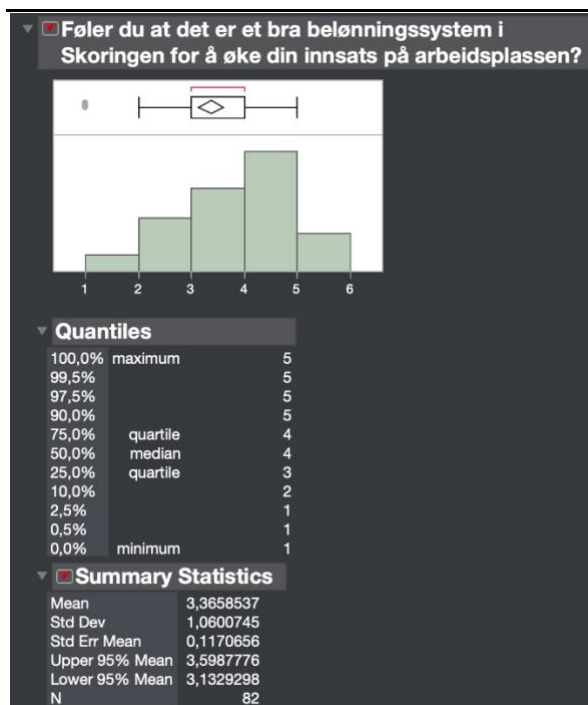 Føler du at det er et bra belønningssystem i
Skoringen for å øke din innsats på arbeidsplassen?
1 2 3 4 5 6
Quantiles
100,0% maximum 5
99,5% 5
97,5% 5
90,0% 5
75,0% quartile 4
50,0% median 4
25,0% quartile 3
10,0% 2
2,5% 1
0,5% 1
0,0% minimum 1
Summary Statistics
Mean 3,3658537
Std Dev 1,0600745
Std Err Mean 0,1170656
Upper 95% Mean 3,5987776
Lower 95% Mean 3,1329298
N 82